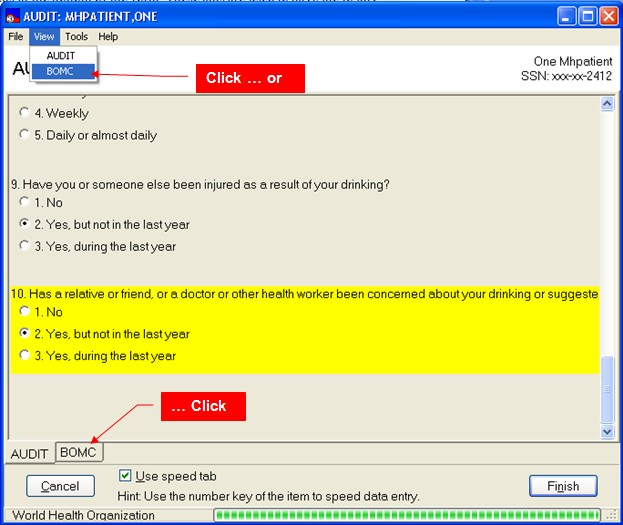 AUDIT: MHPATIENT,ONE
File View Tools Help
AUDIT
BOMC
Click ... or
One Mhpatient
SSN: xxx-xx-2412
4. Weekly
5. Daily or almost daily
9. Have you or someone else been injured as a result of your drinking?
1. No
2. Yes, but not in the last year
3. Yes, during the last year
10. Has a relative or friend, or a doctor or other health worker been concerned about your drinking or suggeste
1. No
2. Yes, but not in the last year
3. Yes, during the last year
... Click
AUDIT BOMC
Use speed tab
Cancel
Finish
Hint: Use the number key of the item to speed data entry.
World Health Organization